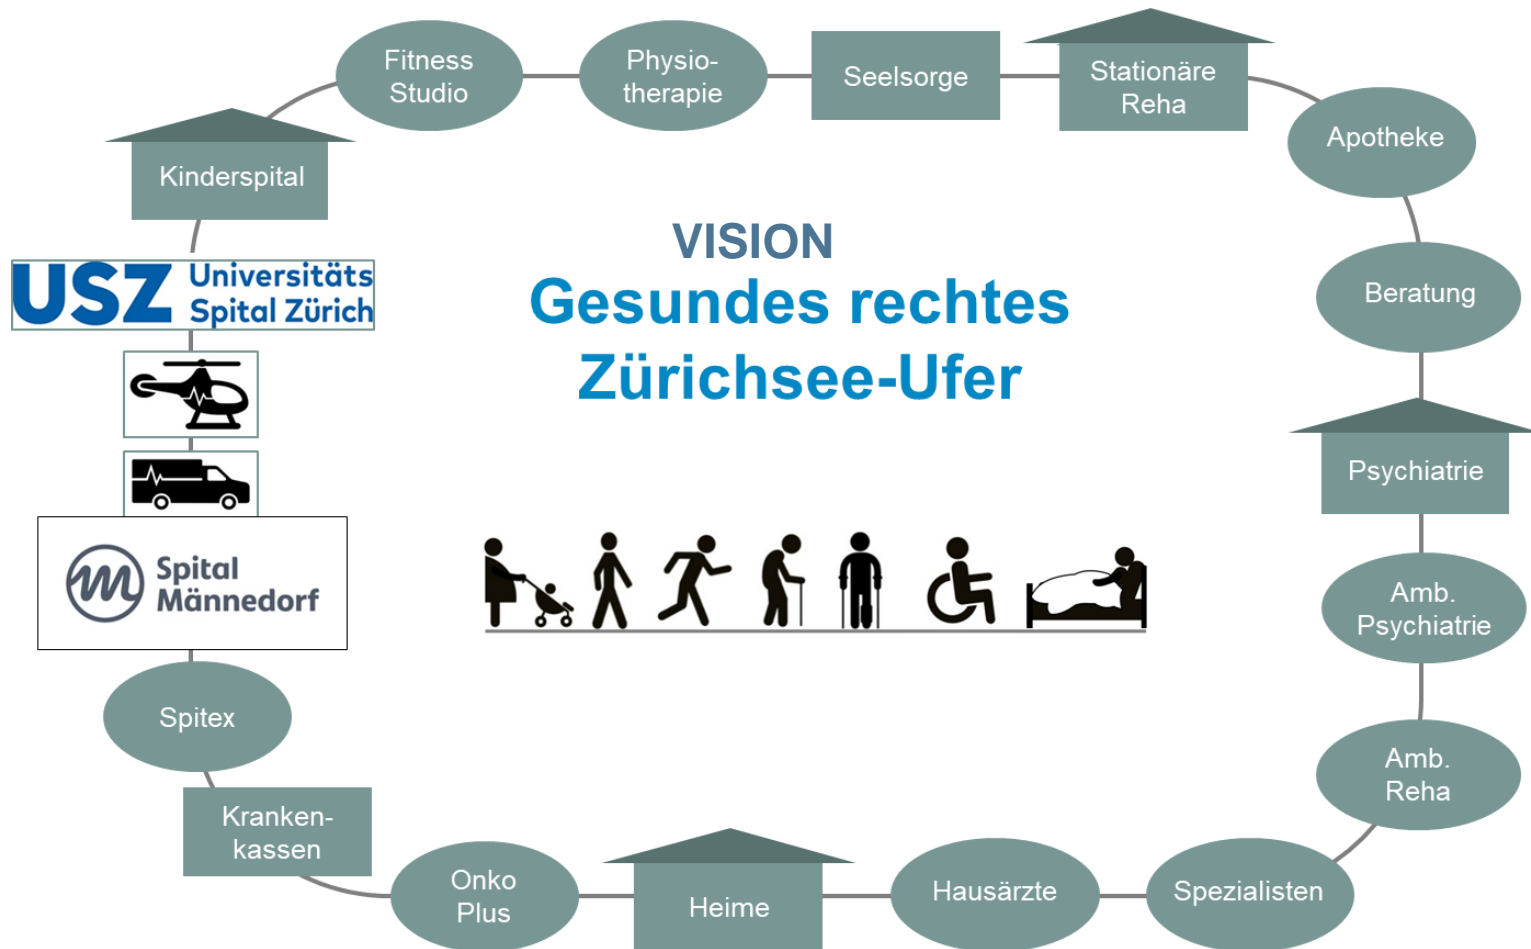 Fitness
Studio
Physio-
therapie
Seelsorge
Stationäre
Reha
Apotheke
Kinderspital
VISION
Gesundes rechtes
Zürichsee-Ufer
USZ Universitäts
Spital Zürich
Beratung
Psychiatrie
Spital
Männedorf
Amb.
Psychiatrie
Spitex
Amb.
Reha
Kranken-
kassen
Onko
Plus
Heime
Hausärzte
Spezialisten